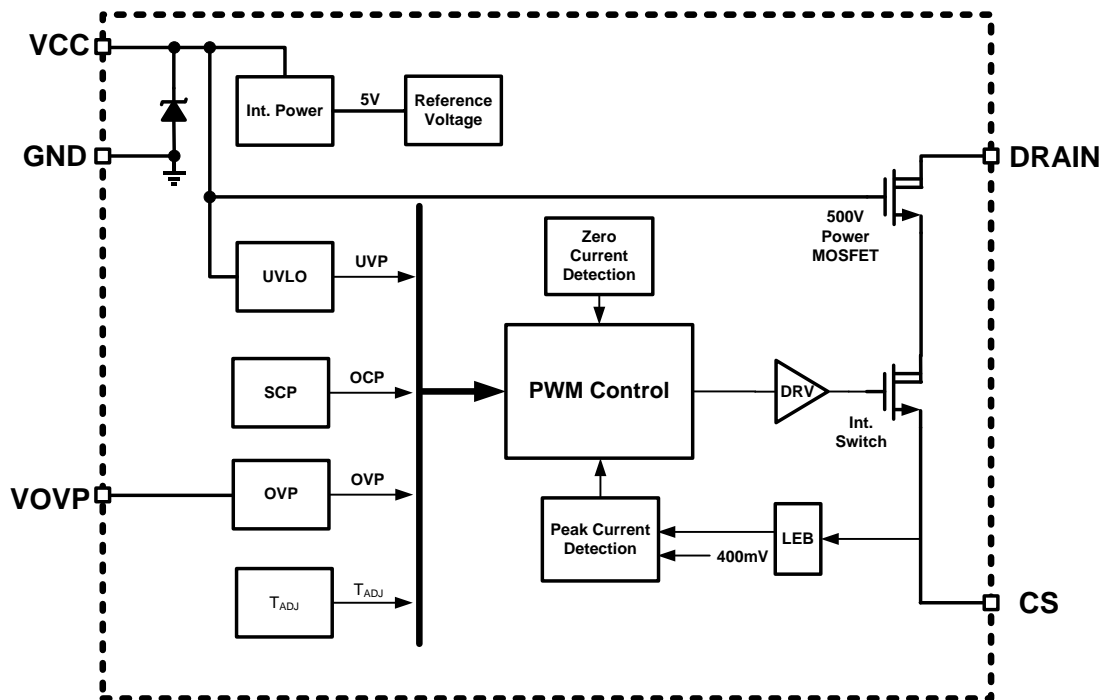 VCC
GND
VOVP
DRAIN
CS
Int. Power
5V
Reference
Voltage
500V
Power
MOSFET
UVLO
UVP
Zero
Current
Detection
SCP
OCP
PWM Control
DRV
Int.
Switch
OVP
OVP
Peak Current
Detection
LEB
400mV
TADJ
TADJ